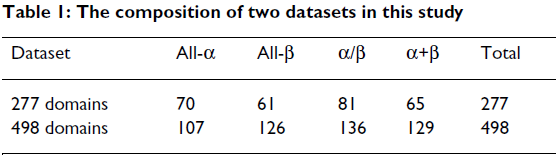 Table 1: The composition of two datasets in this study
Dataset All-α All-β α/β α+β Total
277 domains 70 61 81 65 277
498 domains 107 126 136 129 498